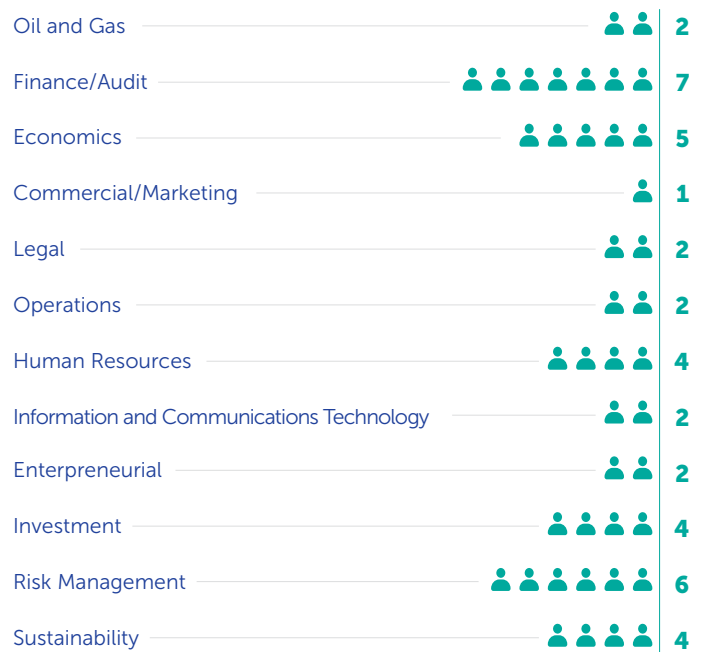 Oil and Gas 2
Finance/Audit 7
Economics 5
Commercial/Marketing 1
Legal 2
Operations 2
Human Resources 4
Information and Communications Technology 2
Enterpreneurial 2
Investment 4
Risk Management 6
Sustainability 4